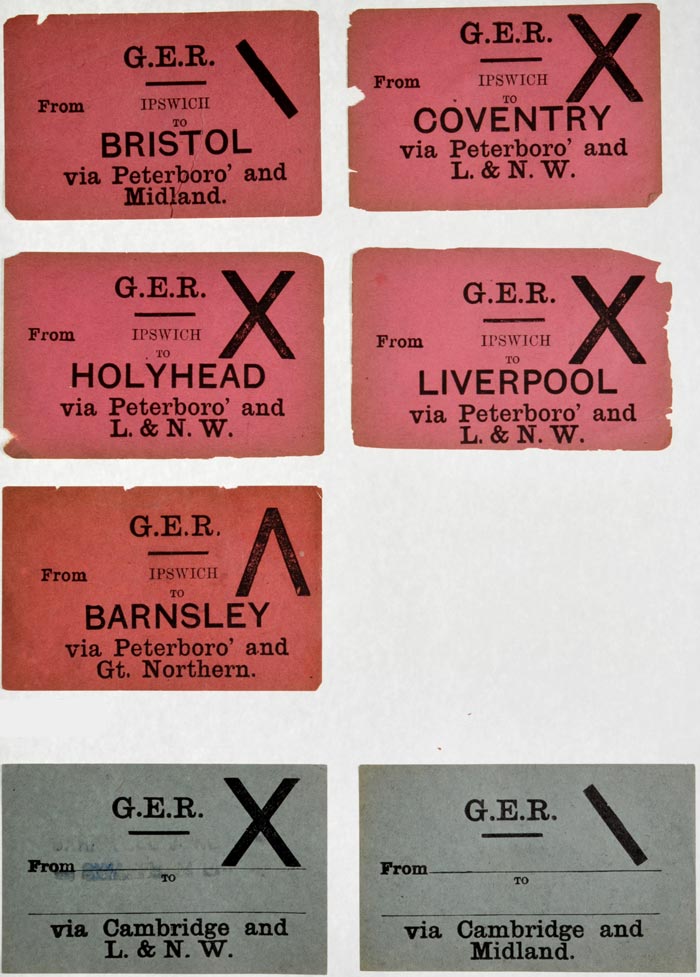 G.E.R.
From IPSWICH
TO
BRISTOL
via Peterboro' and
Midland.
G.E.R.
From IPSWICH
TO
COVENTRY
via Peterboro' and
L. & N. W.
G.E.R.
From IPSWICH
TO
HOLYHEAD
via Peterboro' and
L. & N. W.
G.E.R.
From IPSWICH
TO
LIVERPOOL
via Peterboro' and
L. & N. W.
G.E.R.
From IPSWICH
TO
BARNSLEY
via Peterboro' and
Gt. Northern.
G.E.R.
From
TO
via Cambridge and
L. & N. W.
G.E.R.
From
TO
via Cambridge and
Midland.